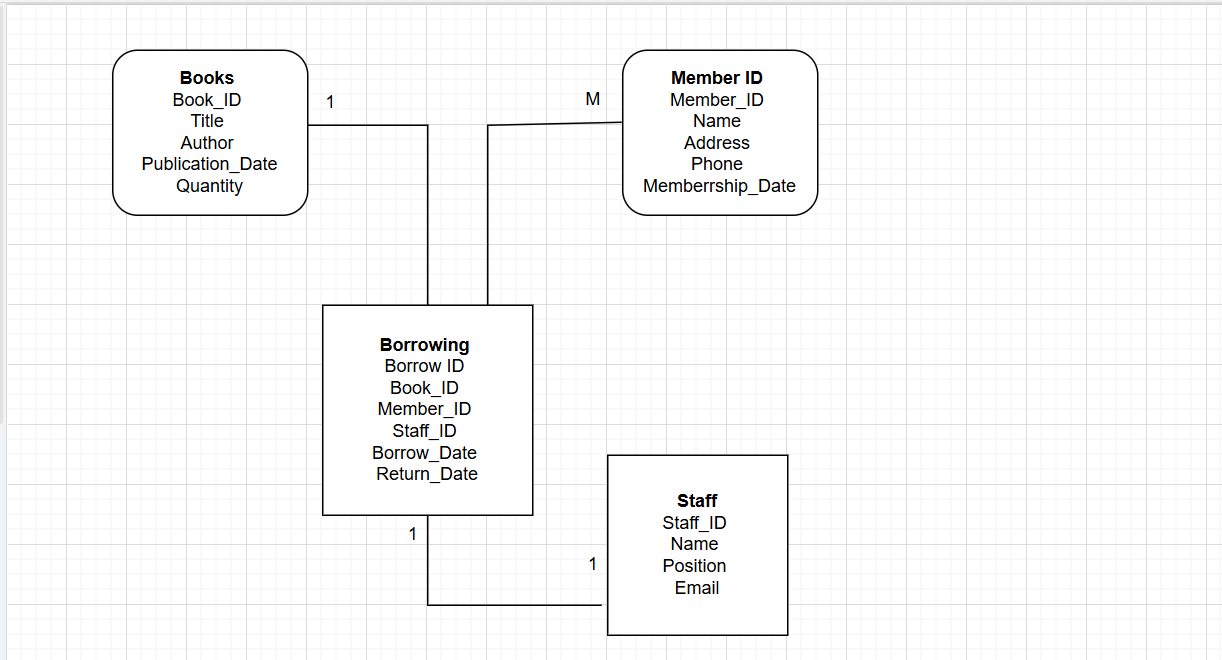 Books
Book_ID
Title
Author
Publication_Date
Quantity
1
M
Member ID
Member_ID
Name
Address
Phone
Memberrship_Date
Borrowing
Borrow ID
Book_ID
Member_ID
Staff_ID
Borrow_Date
Return_Date
1
1
Staff
Staff_ID
Name
Position
Email